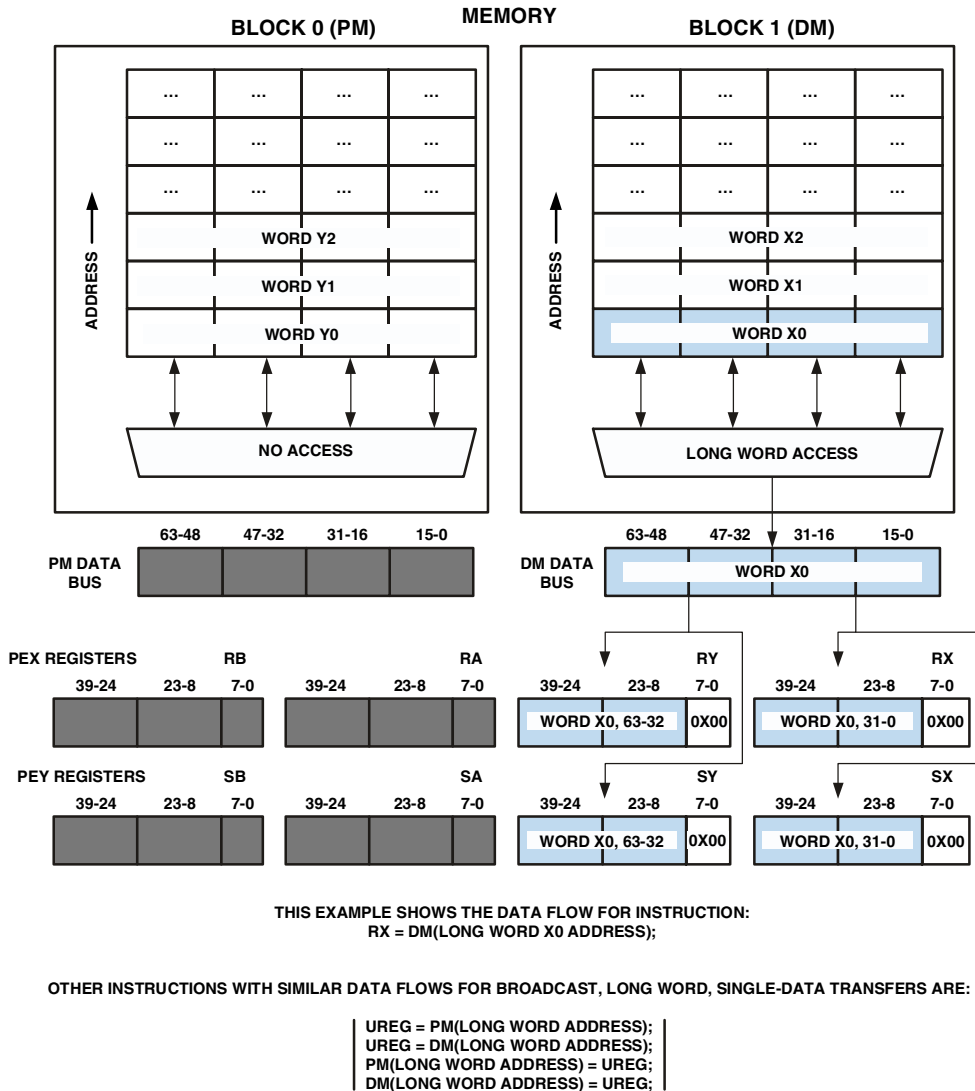 MEMORY
BLOCK 0 (PM) BLOCK 1 (DM)
... ... ... ... ... ... ... ...
... ... ... ... ... ... ... ...
... ... ... ... ... ... ... ...
WORD Y2 WORD X2
WORD Y1 WORD X1
WORD Y0 WORD X0
ADDRESS ADDRESS
NO ACCESS LONG WORD ACCESS
63-48 47-32 31-16 15-0 63-48 47-32 31-16 15-0
PM DATA BUS DM DATA BUS WORD X0
PEX REGISTERS RB RA RY RX
39-24 23-8 7-0 39-24 23-8 7-0 39-24 23-8 7-0 39-24 23-8 7-0
WORD X0, 63-32 0X00 WORD X0, 31-0 0X00
PEY REGISTERS SB SA SY SX
39-24 23-8 7-0 39-24 23-8 7-0 39-24 23-8 7-0 39-24 23-8 7-0
WORD X0, 63-32 0X00 WORD X0, 31-0 0X00
THIS EXAMPLE SHOWS THE DATA FLOW FOR INSTRUCTION:
RX = DM(LONG WORD X0 ADDRESS);
OTHER INSTRUCTIONS WITH SIMILAR DATA FLOWS FOR BROADCAST, LONG WORD, SINGLE-DATA TRANSFERS ARE:
UREG = PM(LONG WORD ADDRESS);
UREG = DM(LONG WORD ADDRESS);
PM(LONG WORD ADDRESS) = UREG;
DM(LONG WORD ADDRESS) = UREG;